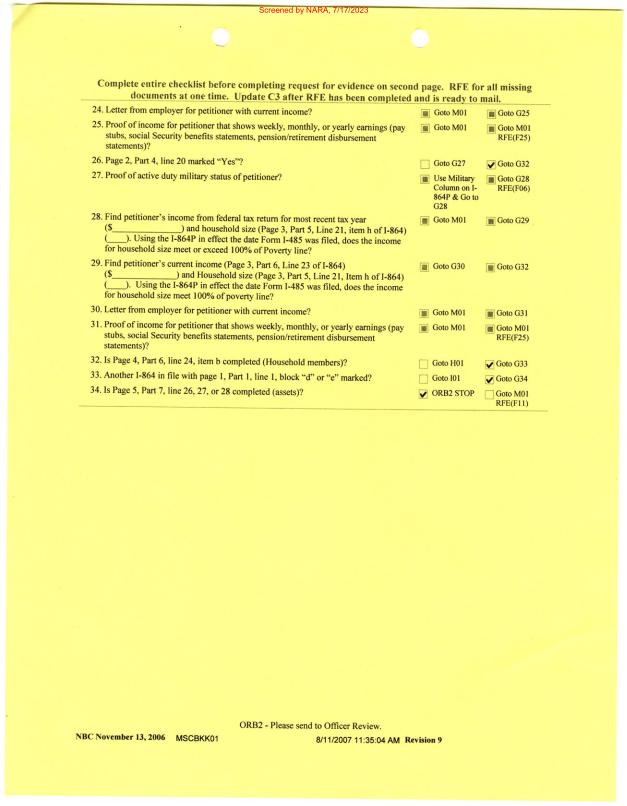 Screened by NARA, 7/17/2023
Complete entire checklist before completing request for evidence on second page. RFE for all missing
documents at one time. Update C3 after RFE has been completed and is ready to mail.
24. Letter from employer for petitioner with current income? Goto M01 Goto G25
25. Proof of income for petitioner that shows weekly, monthly, or yearly earnings (pay Goto M01 Goto M01
stubs, social Security benefits statements, pension/retirement disbursement RFE(F25)
statements)?
26. Page 2, Part 4, line 20 marked “Yes”? Goto G27 Goto G32
27. Proof of active duty military status of petitioner? Use Military Goto G28
Column on I- RFE(F06)
864P & Go to
G28
28. Find petitioner's income from federal tax return for most recent tax year Goto M01 Goto G29
($_______________) and household size (Page 3, Part 5, Line 21, item h of I-864)
(____). Using the I-864P in effect the date Form I-485 was filed, does the income
for household size meet or exceed 100% of Poverty line?
29. Find petitioner's current income (Page 3, Part 6, Line 23 of I-864) Goto G30 Goto G32
($______________) and Household size (Page 3, Part 5, Line 21, Item h of I-864)
(____). Using the I-864P in effect the date Form I-485 was filed, does the income
for household size meet 100% of poverty line?
30. Letter from employer for petitioner with current income? Goto M01 Goto G31
31. Proof of income for petitioner that shows weekly, monthly, or yearly earnings (pay Goto M01 Goto M01
stubs, social Security benefits statements, pension/retirement disbursement RFE(F25)
statements)?
32. Is Page 4, Part 6, line 24, item b completed (Household members)? Goto H01 Goto G33
33. Another I-864 in file with page 1, Part 1, line 1, block “d” or “e” marked? Goto I01 Goto G34
34. Is Page 5, Part 7, line 26, 27, or 28 completed (assets)? ORB2 STOP Goto M01
RFE(F11)
ORB2 - Please send to Officer Review.
NBC November 13, 2006 MSCBKK01 8/11/2007 11:35:04 AM Revision 9